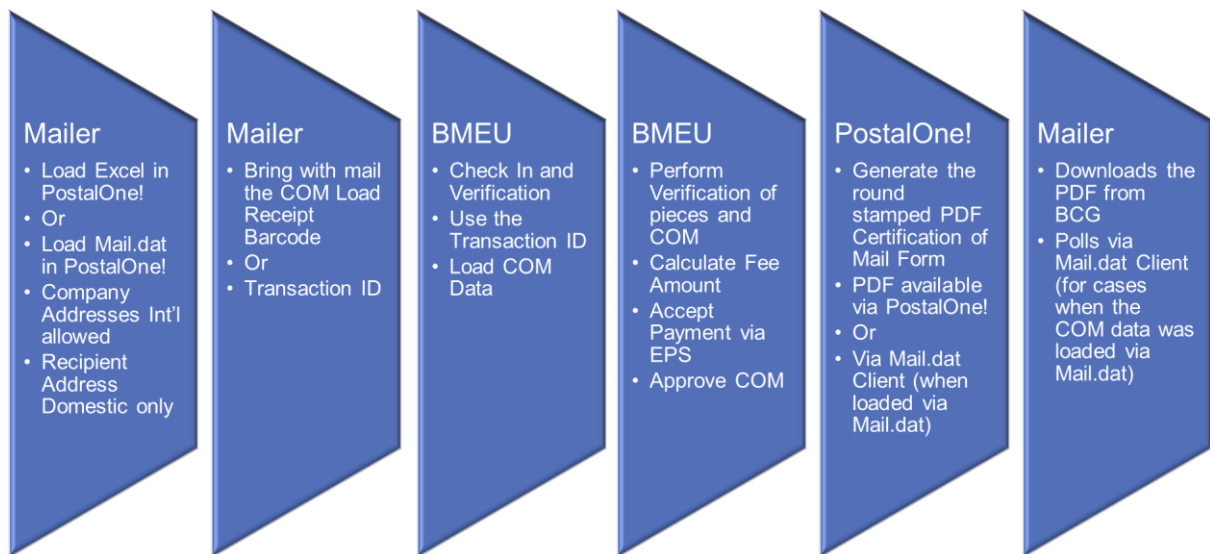 Mailer
• Load Excel in
PostalOne!
• Or
• Load Mail.dat
in PostalOne!
• Company
Addresses Int'l
allowed
• Recipient
Address
Domestic only
Mailer
• Bring with mail
the COM Load
Receipt
Barcode
• Or
• Transaction ID
BMEU
• Check In and
Verification
• Use the
Transaction ID
• Load COM
Data
BMEU
• Perform
Verification of
pieces and
COM
• Calculate Fee
Amount
• Accept
Payment via
EPS
• Approve COM
PostalOne!
• Generate the
round
stamped PDF
Certification of
Mail Form
• PDF available
via PostalOne!
• Or
• Via Mail.dat
Client (when
loaded via
Mail.dat)
Mailer
• Downloads the
PDF from
BCG
• Polls via
Mail.dat Client
(for cases
when the
COM data was
loaded via
Mail.dat)